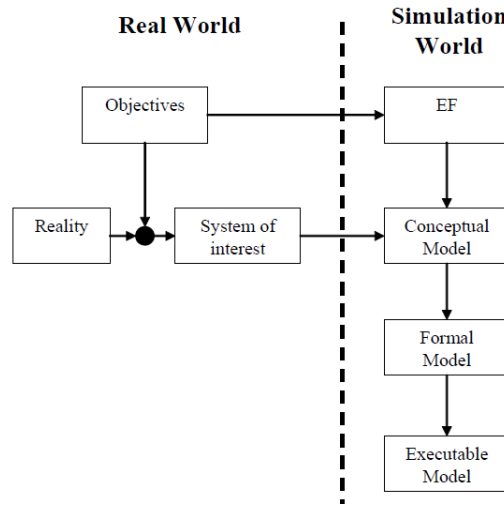 Real World
Simulation
World
Objectives
EF
Reality
System of
interest
Conceptual
Model
Formal
Model
Executable
Model